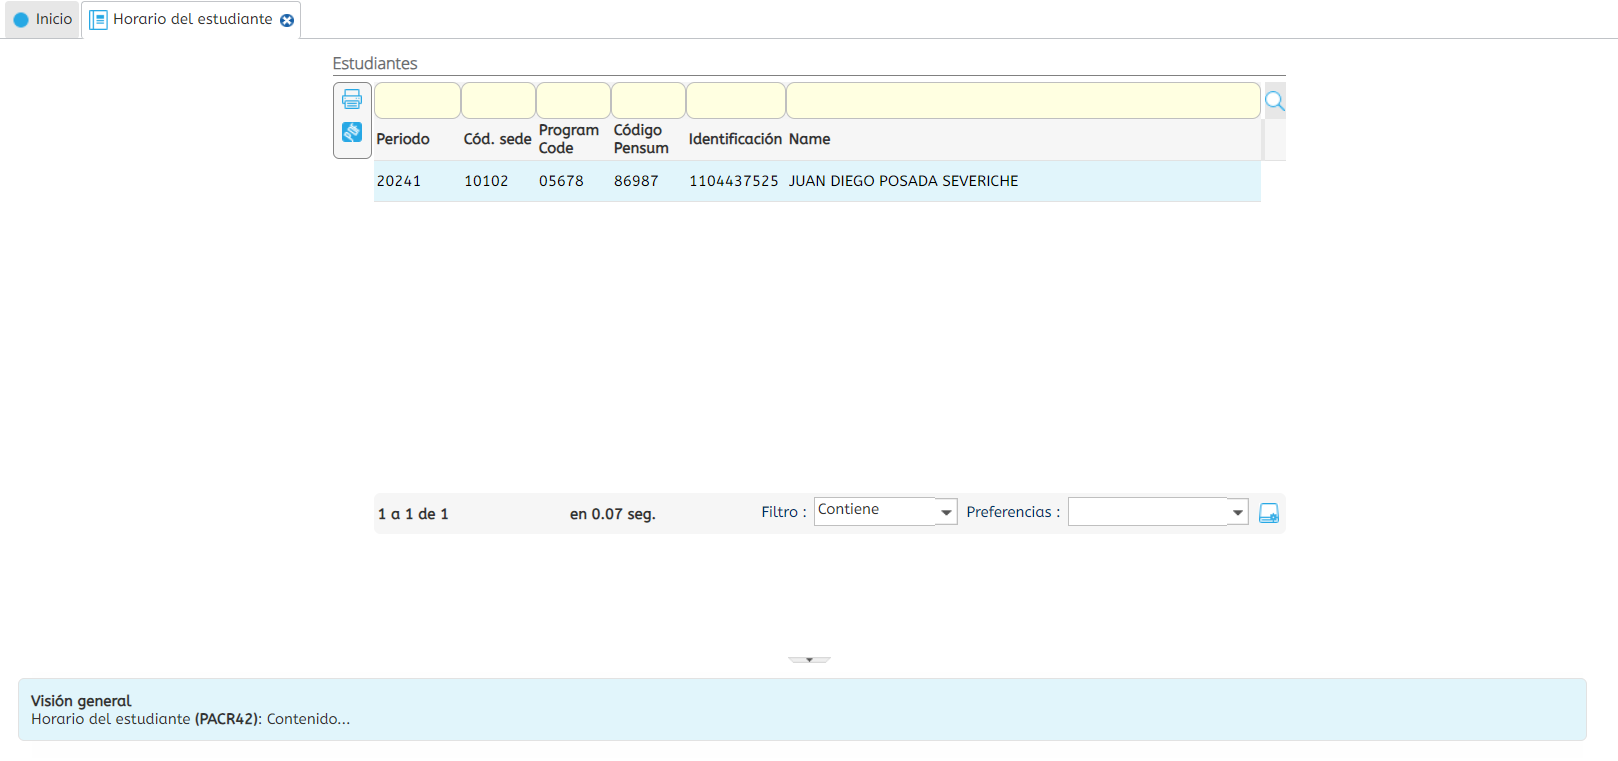 Inicio
Horario del estudiante
Estudiantes
Periodo Cód. sede Program Code Código Pensum Identificación Name
20241 10102 05678 86987 1104437525 JUAN DIEGO POSADA SEVERICHE
1 a 1 de 1 en 0.07 seg. Filtro : Contiene Preferencias :
Visión general
Horario del estudiante (PACR42): Contenido...